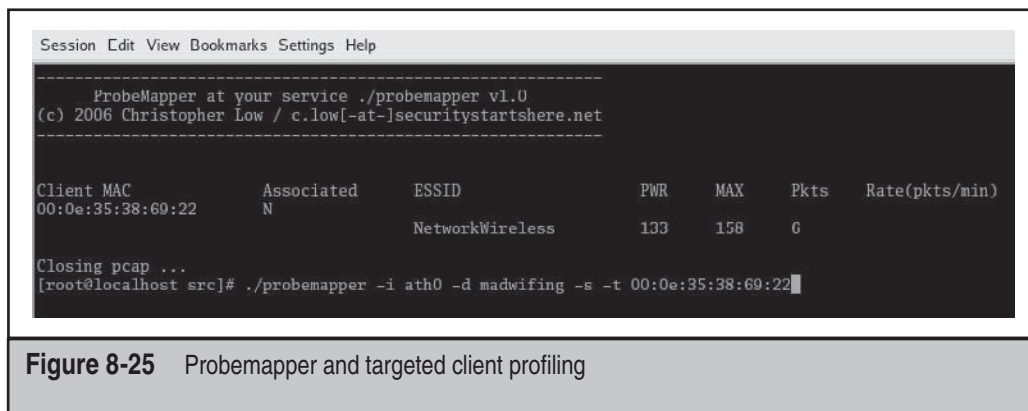 Session Edit View Bookmarks Settings Help
------------------------------------------------------------
ProbeMapper at your service ./probemapper v1.0
(c) 2006 Christopher Low / c.low[-at-]securitystartshere.net
------------------------------------------------------------
Client MAC Associated ESSID PWR MAX Pkts Rate(pkts/min)
00:0e:35:38:69:22 N
NetworkWireless 133 158 6
Closing pcap ...
[root@localhost src]# ./probemapper -i ath0 -d madwifing -s -t 00:0e:35:38:69:22
Figure 8-25 Probemapper and targeted client profiling